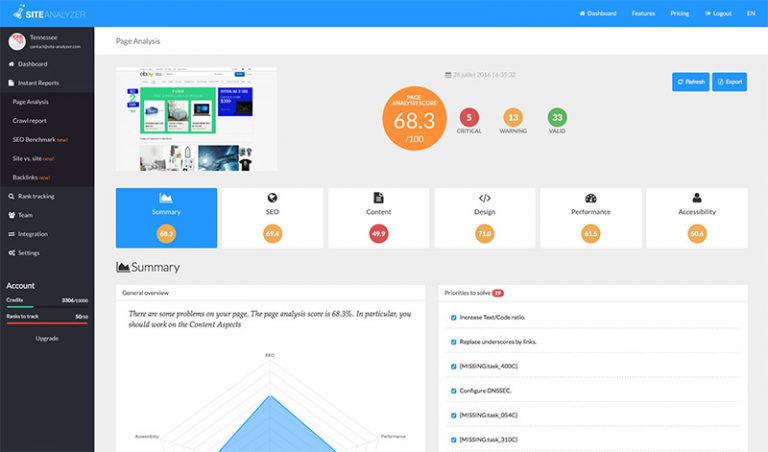 SITEANALYZER
Dashboard
Features
Pricing
Logout
EN
Tennessee
contact@site-analyzer.com
Dashboard
Instant Reports
Page Analysis
Crawl report
SEO Benchmark new!
Site vs. site new!
Backlinks new!
Rank tracking
Team
Integration
Settings
Account
Credits 3306/10000
Ranks to track 50/50
Upgrade
Page Analysis
ebay
26 juillet 2016 16:35:32
PAGE
ANALYSIS SCORE
68.3
/100
5
CRITICAL
13
WARNING
33
VALID
Refresh
Export
Summary
68.3
SEO
69.4
Content
49.9
Design
71.0
Performance
61.5
Accessibility
50.6
Summary
General overview
There are some problems on your page. The page analysis score is 68.3%. In particular, you
should work on the Content Aspects
SEO
Accessibility
Performance
Priorities to solve 19
Increase Text/Code ratio.
Replace underscores by links.
[MISSING:task_400C]
Configure DNSSEC.
[MISSING:task_054C]
[MISSING:task_310C]